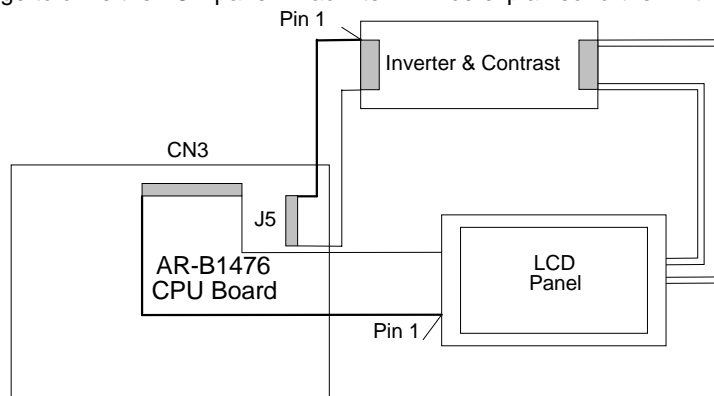 Pin 1
Inverter & Contrast
CN3
J5
AR-B1476
CPU Board
LCD
Panel
Pin 1